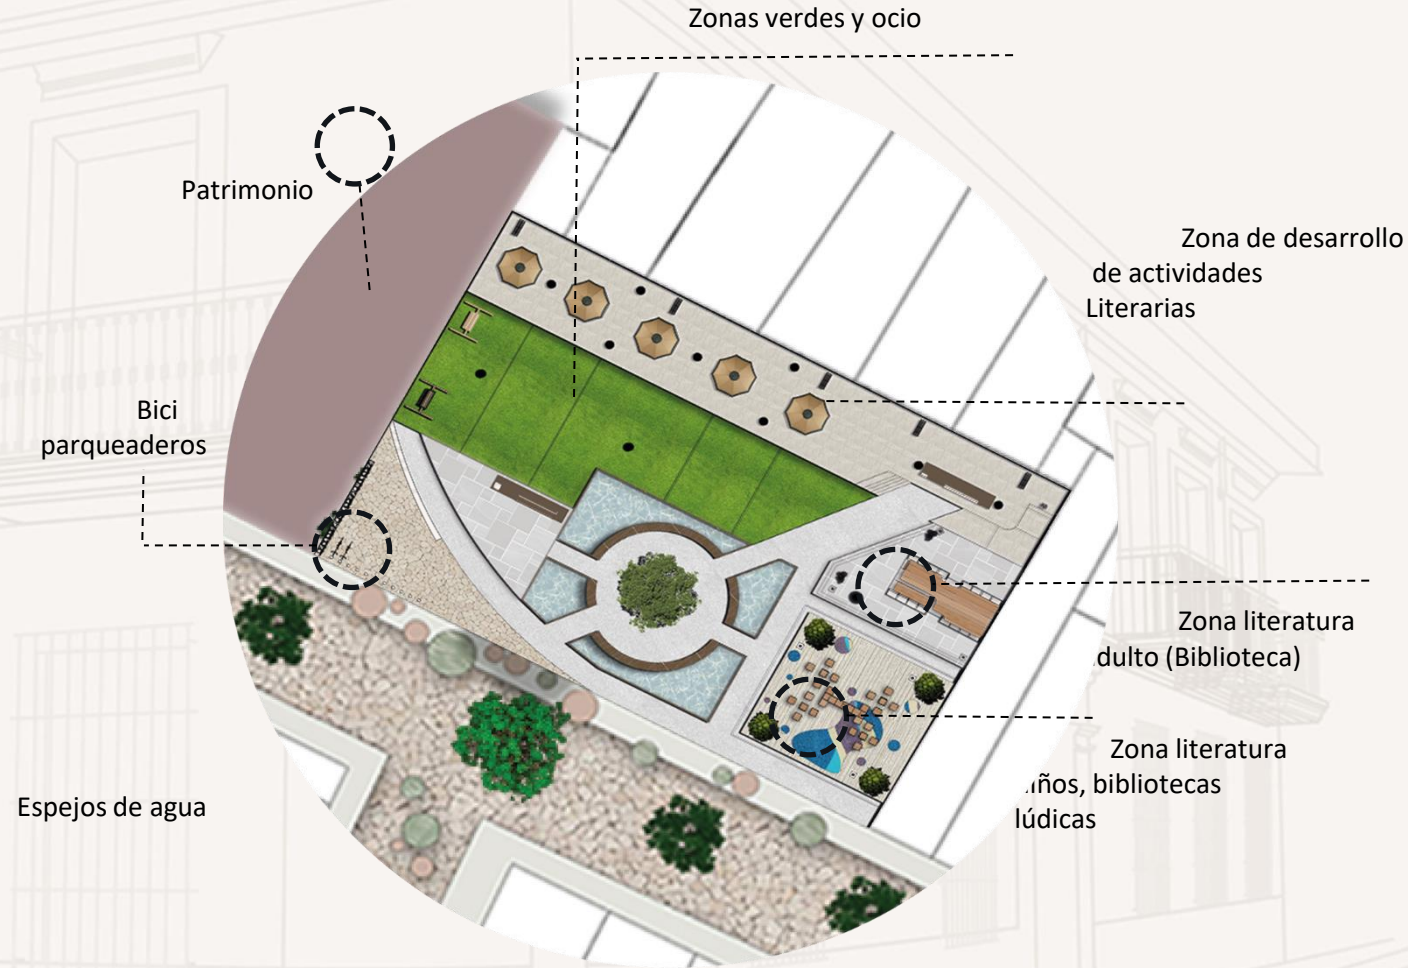 Zonas verdes y ocio
Patrimonio
Zona de desarrollo
de actividades
Literarias
Bici
parqueaderos
Zona literatura
dulto (Biblioteca)
Zona literatura
iños, bibliotecas
lúdicas
Espejos de agua